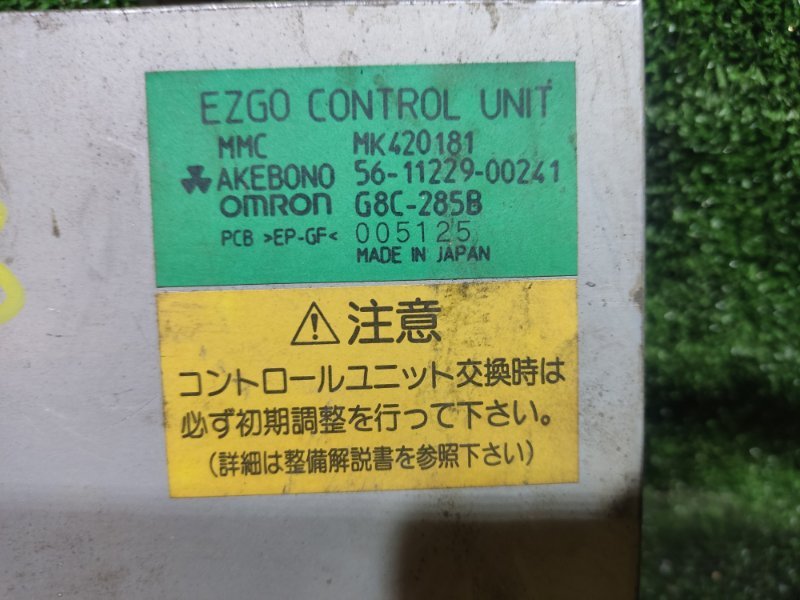 EZGO CONTROL UNIT
MMC MK420181
AKEBONO 56-11229-00241
OMRON G8C-285B
PCB >EP-GF< 005125
MADE IN JAPAN
⚠注意
コントロールユニット交換時は
必ず初期調整を行って下さい。
(詳細は整備解説書を参照下さい)